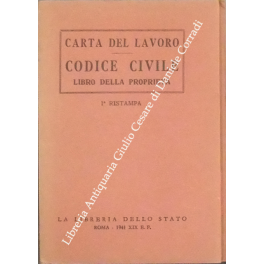 CARTA DEL LAVORO
CODICE CIVILE
LIBRO DELLA PROPRIETÀ
1ª RISTAMPA
LA LIBRERIA DELLO STATO
ROMA - 1941 XIX E. F.
Libreria Antiquaria Giulio Cesare di Daniele Corradi